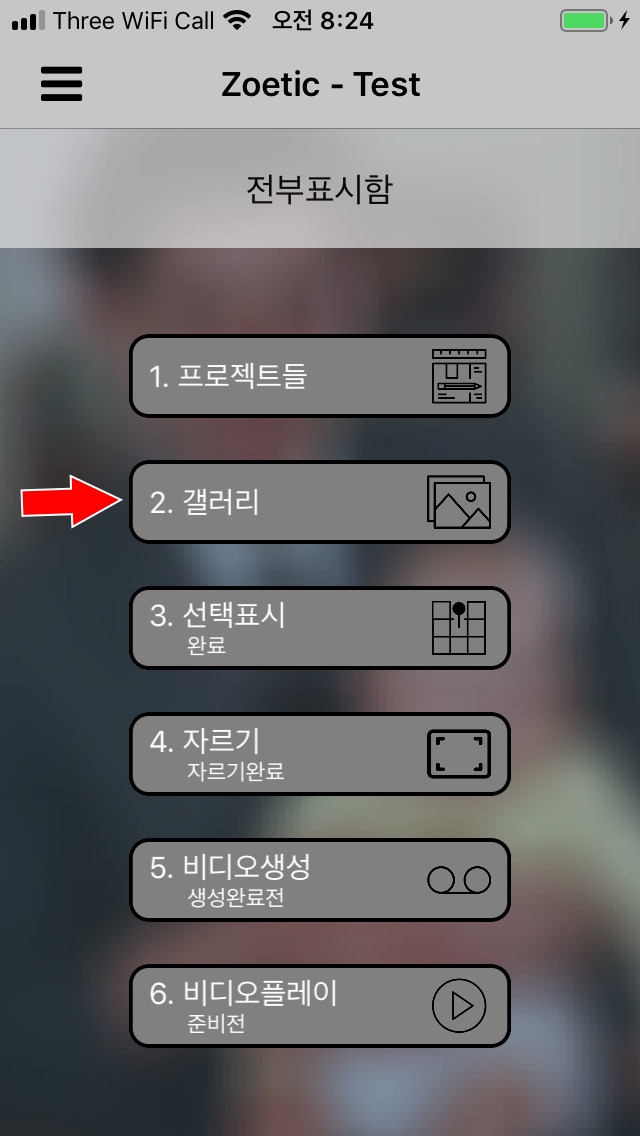 Three WiFi Call 오전 8:24
Zoetic - Test
전부표시함
1. 프로젝트들
2. 갤러리
3. 선택표시
완료
4. 자르기
자르기완료
5. 비디오생성
생성완료전
6. 비디오플레이
준비전